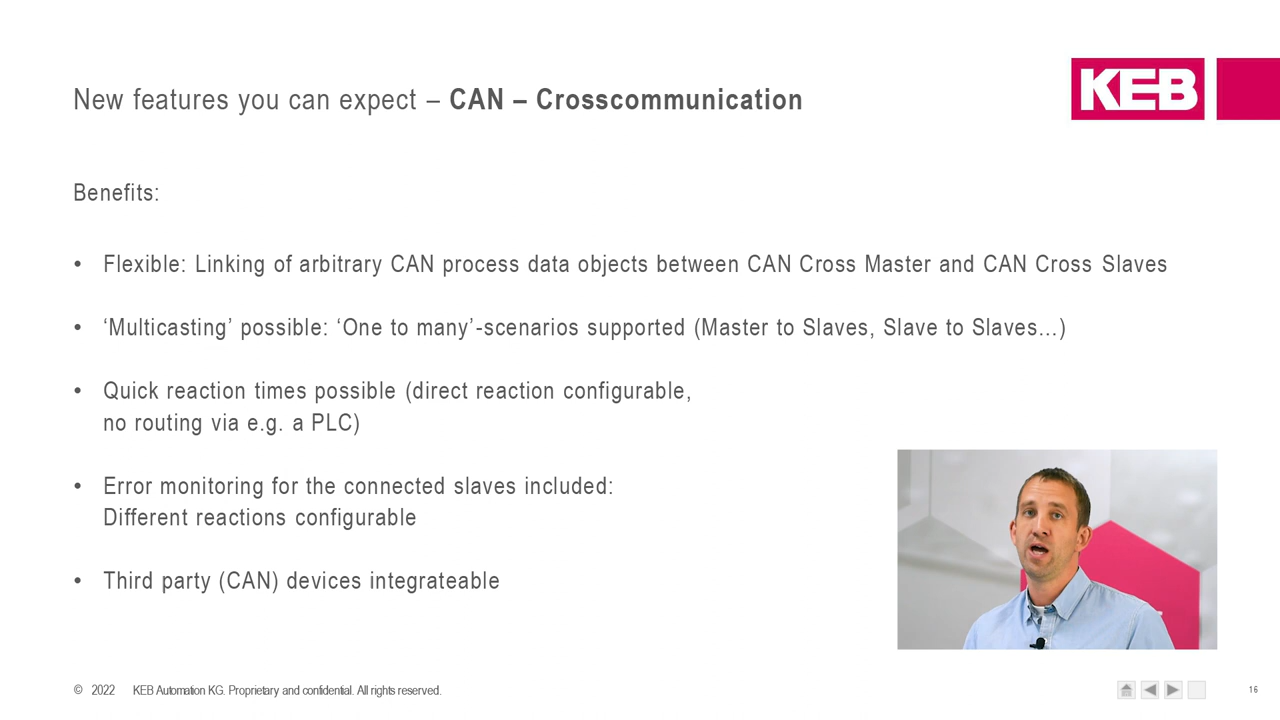 New features you can expect – CAN – Crosscommunication
KEB
Benefits:
• Flexible: Linking of arbitrary CAN process data objects between CAN Cross Master and CAN Cross Slaves
• ‘Multicasting’ possible: ‘One to many’-scenarios supported (Master to Slaves, Slave to Slaves...)
• Quick reaction times possible (direct reaction configurable,
no routing via e.g. a PLC)
• Error monitoring for the connected slaves included:
Different reactions configurable
• Third party (CAN) devices integrateable
© 2022 KEB Automation KG. Proprietary and confidential. All rights reserved.
16